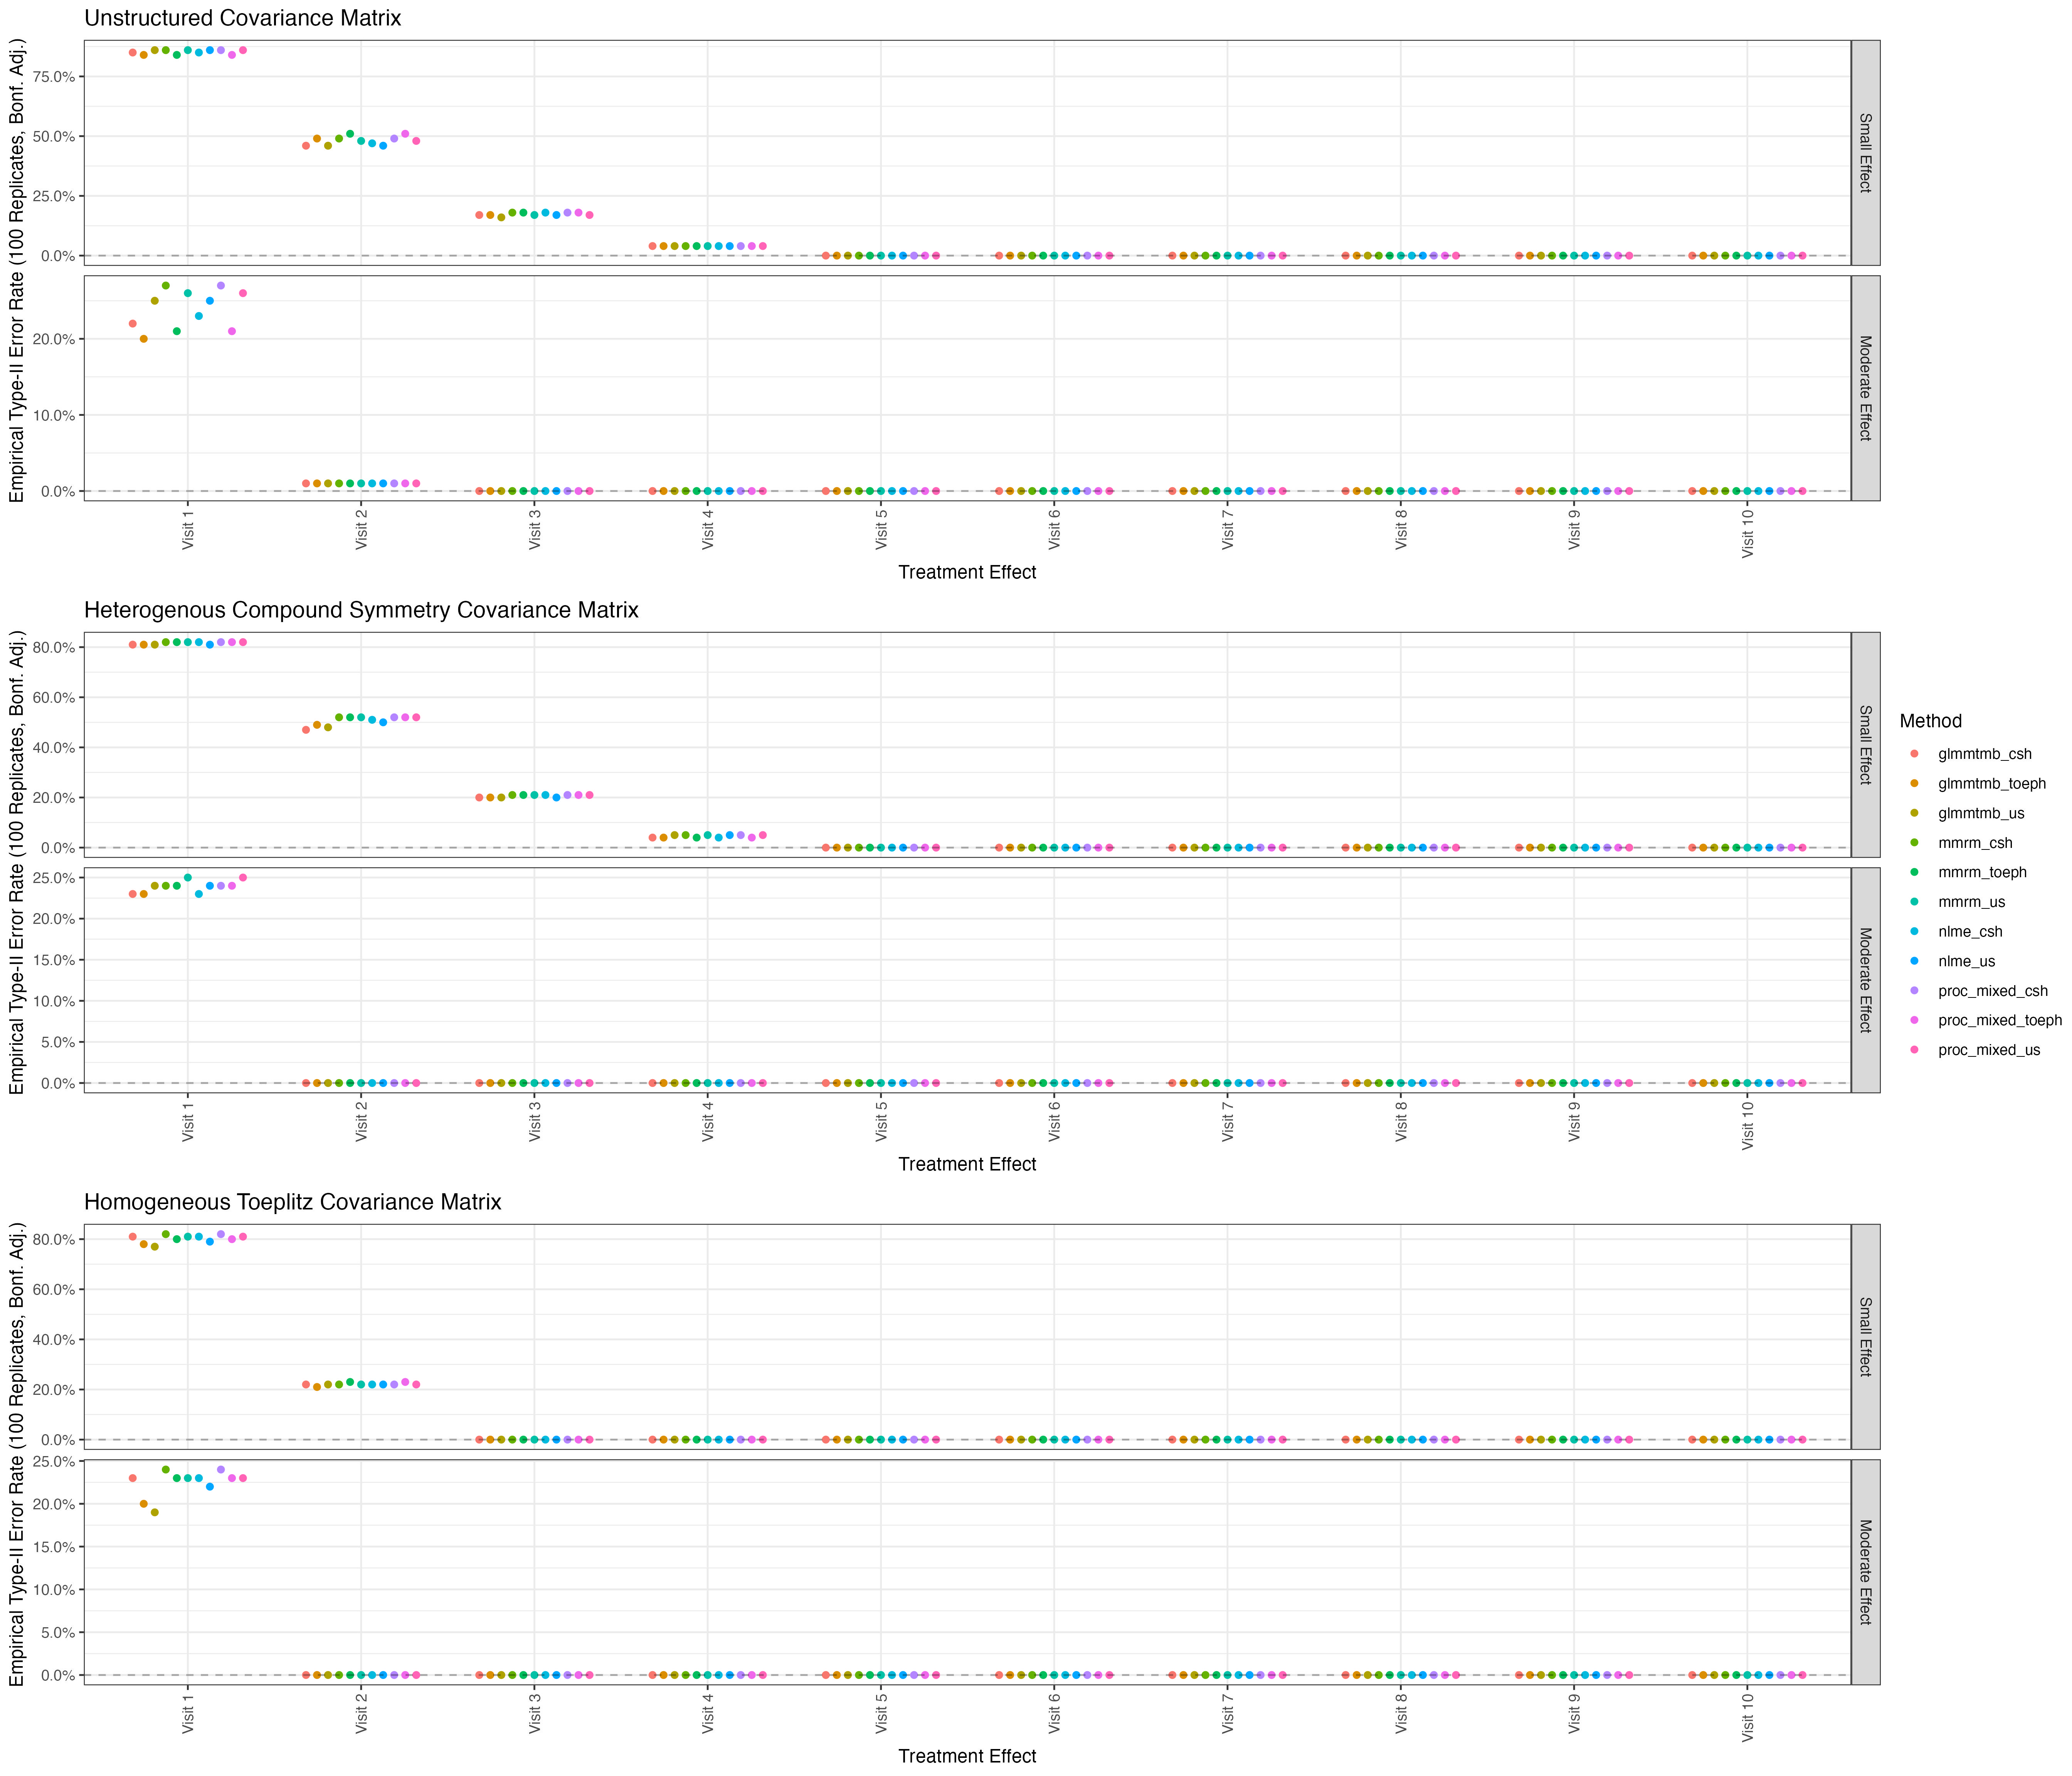 Unstructured Covariance Matrix
Empirical Type-II Error Rate (100 Replicates, Bonf. Adj.)
75.0%
50.0%
25.0%
0.0%
Small Effect
20.0%
10.0%
0.0%
Moderate Effect
Visit 1
Visit 2
Visit 3
Visit 4
Visit 5
Visit 6
Visit 7
Visit 8
Visit 9
Visit 10
Treatment Effect
Heterogenous Compound Symmetry Covariance Matrix
Empirical Type-II Error Rate (100 Replicates, Bonf. Adj.)
80.0%
60.0%
40.0%
20.0%
0.0%
Small Effect
25.0%
20.0%
15.0%
10.0%
5.0%
0.0%
Moderate Effect
Visit 1
Visit 2
Visit 3
Visit 4
Visit 5
Visit 6
Visit 7
Visit 8
Visit 9
Visit 10
Treatment Effect
Homogeneous Toeplitz Covariance Matrix
Empirical Type-II Error Rate (100 Replicates, Bonf. Adj.)
80.0%
60.0%
40.0%
20.0%
0.0%
Small Effect
25.0%
20.0%
15.0%
10.0%
5.0%
0.0%
Moderate Effect
Visit 1
Visit 2
Visit 3
Visit 4
Visit 5
Visit 6
Visit 7
Visit 8
Visit 9
Visit 10
Treatment Effect
Method
glmmtmb_csh
glmmtmb_toeph
glmmtmb_us
mmrm_csh
mmrm_toeph
mmrm_us
nlme_csh
nlme_us
proc_mixed_csh
proc_mixed_toeph
proc_mixed_us